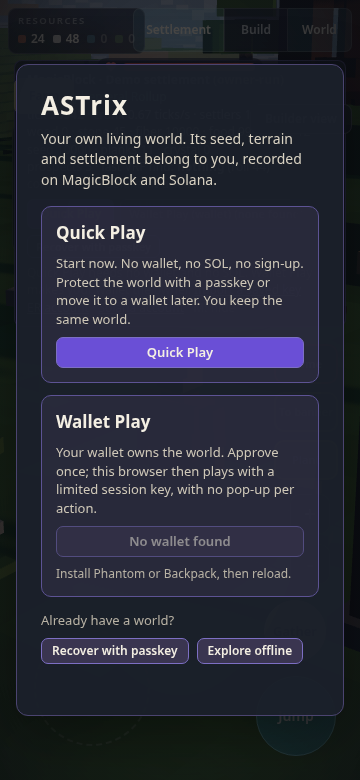 RESOURCES
24 48 0 0
Settlement Build World
ASTrix
Your own living world. Its seed, terrain
and settlement belong to you, recorded
on MagicBlock and Solana.
Quick Play
Start now. No wallet, no SOL, no sign-up.
Protect the world with a passkey or
move it to a wallet later. You keep the
same world.
Quick Play
Wallet Play
Your wallet owns the world. Approve
once; this browser then plays with a
limited session key, with no pop-up per
action.
No wallet found
Install Phantom or Backpack, then reload.
Already have a world?
Recover with passkey Explore offline
Jump